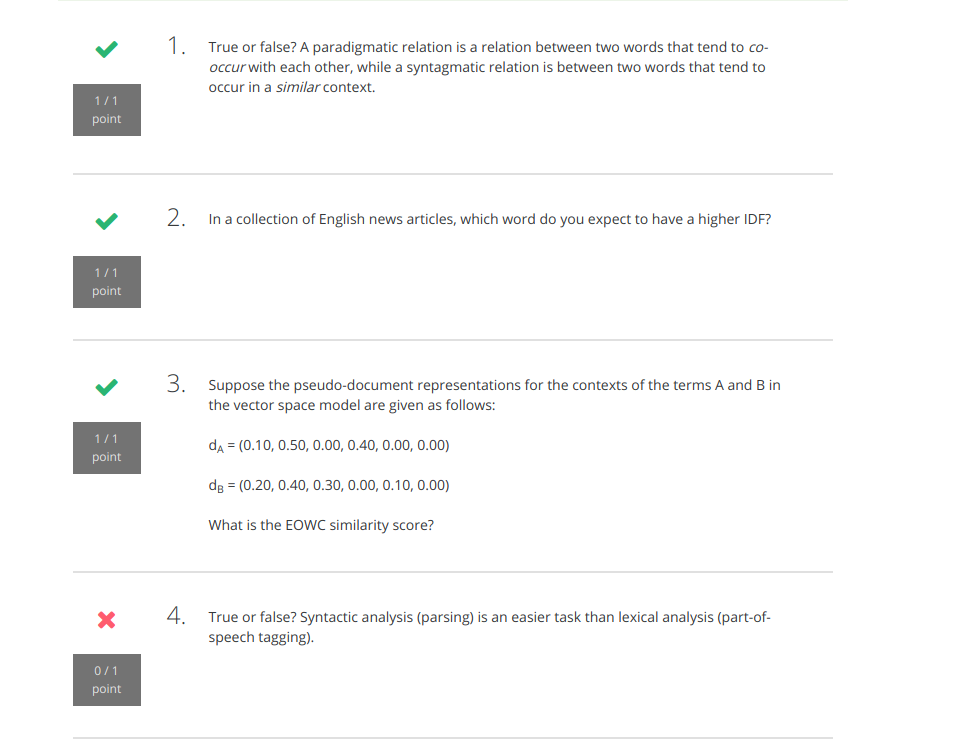 1. True or false? A paradigmatic relation is a relation between two words that tend to co-
occur with each other, while a syntagmatic relation is between two words that tend to
occur in a similar context.
1 / 1
point
2. In a collection of English news articles, which word do you expect to have a higher IDF?
1 / 1
point
3. Suppose the pseudo-document representations for the contexts of the terms A and B in
the vector space model are given as follows:
1 / 1
point
dA = (0.10, 0.50, 0.00, 0.40, 0.00, 0.00)
dB = (0.20, 0.40, 0.30, 0.00, 0.10, 0.00)
What is the EOWC similarity score?
4. True or false? Syntactic analysis (parsing) is an easier task than lexical analysis (part-of-
speech tagging).
0 / 1
point